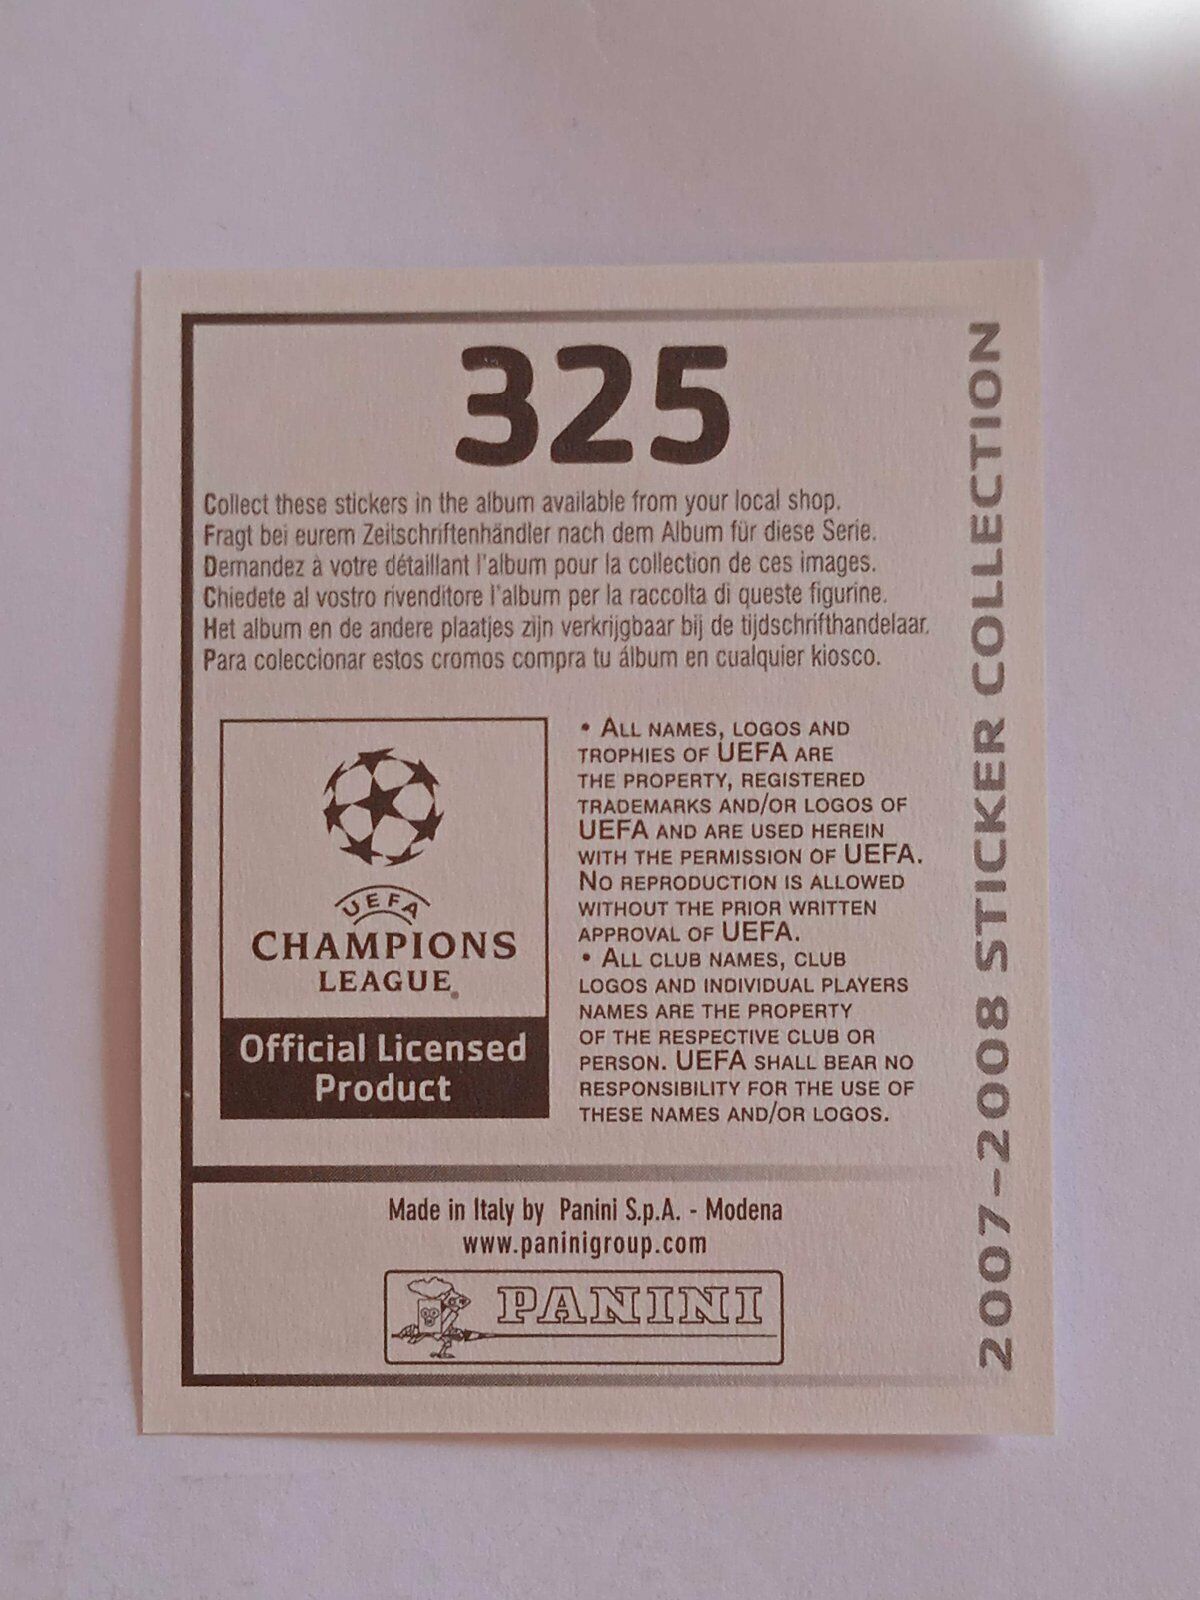 325
Collect these stickers in the album available from your local shop.
Fragt bei eurem Zeitschriftenhändler nach dem Album für diese Serie.
Demandez à votre détaillant l'album pour la collection de ces images.
Chiedete al vostro rivenditore l'album per la raccolta di queste figurine.
Het album en de andere plaatjes zijn verkrijgbaar bij de tijdschrifthandelaar.
Para coleccionar estos cromos compra tu álbum en cualquier kiosco.
UEFA
CHAMPIONS
LEAGUE
Official Licensed
Product
• ALL NAMES, LOGOS AND
TROPHIES OF UEFA ARE
THE PROPERTY, REGISTERED
TRADEMARKS AND/OR LOGOS OF
UEFA AND ARE USED HEREIN
WITH THE PERMISSION OF UEFA.
NO REPRODUCTION IS ALLOWED
WITHOUT THE PRIOR WRITTEN
APPROVAL OF UEFA.
• ALL CLUB NAMES, CLUB
LOGOS AND INDIVIDUAL PLAYERS
NAMES ARE THE PROPERTY
OF THE RESPECTIVE CLUB OR
PERSON. UEFA SHALL BEAR NO
RESPONSIBILITY FOR THE USE OF
THESE NAMES AND/OR LOGOS.
Made in Italy by Panini S.p.A. - Modena
www.paninigroup.com
PANINI
2007-2008 STICKER COLLECTION